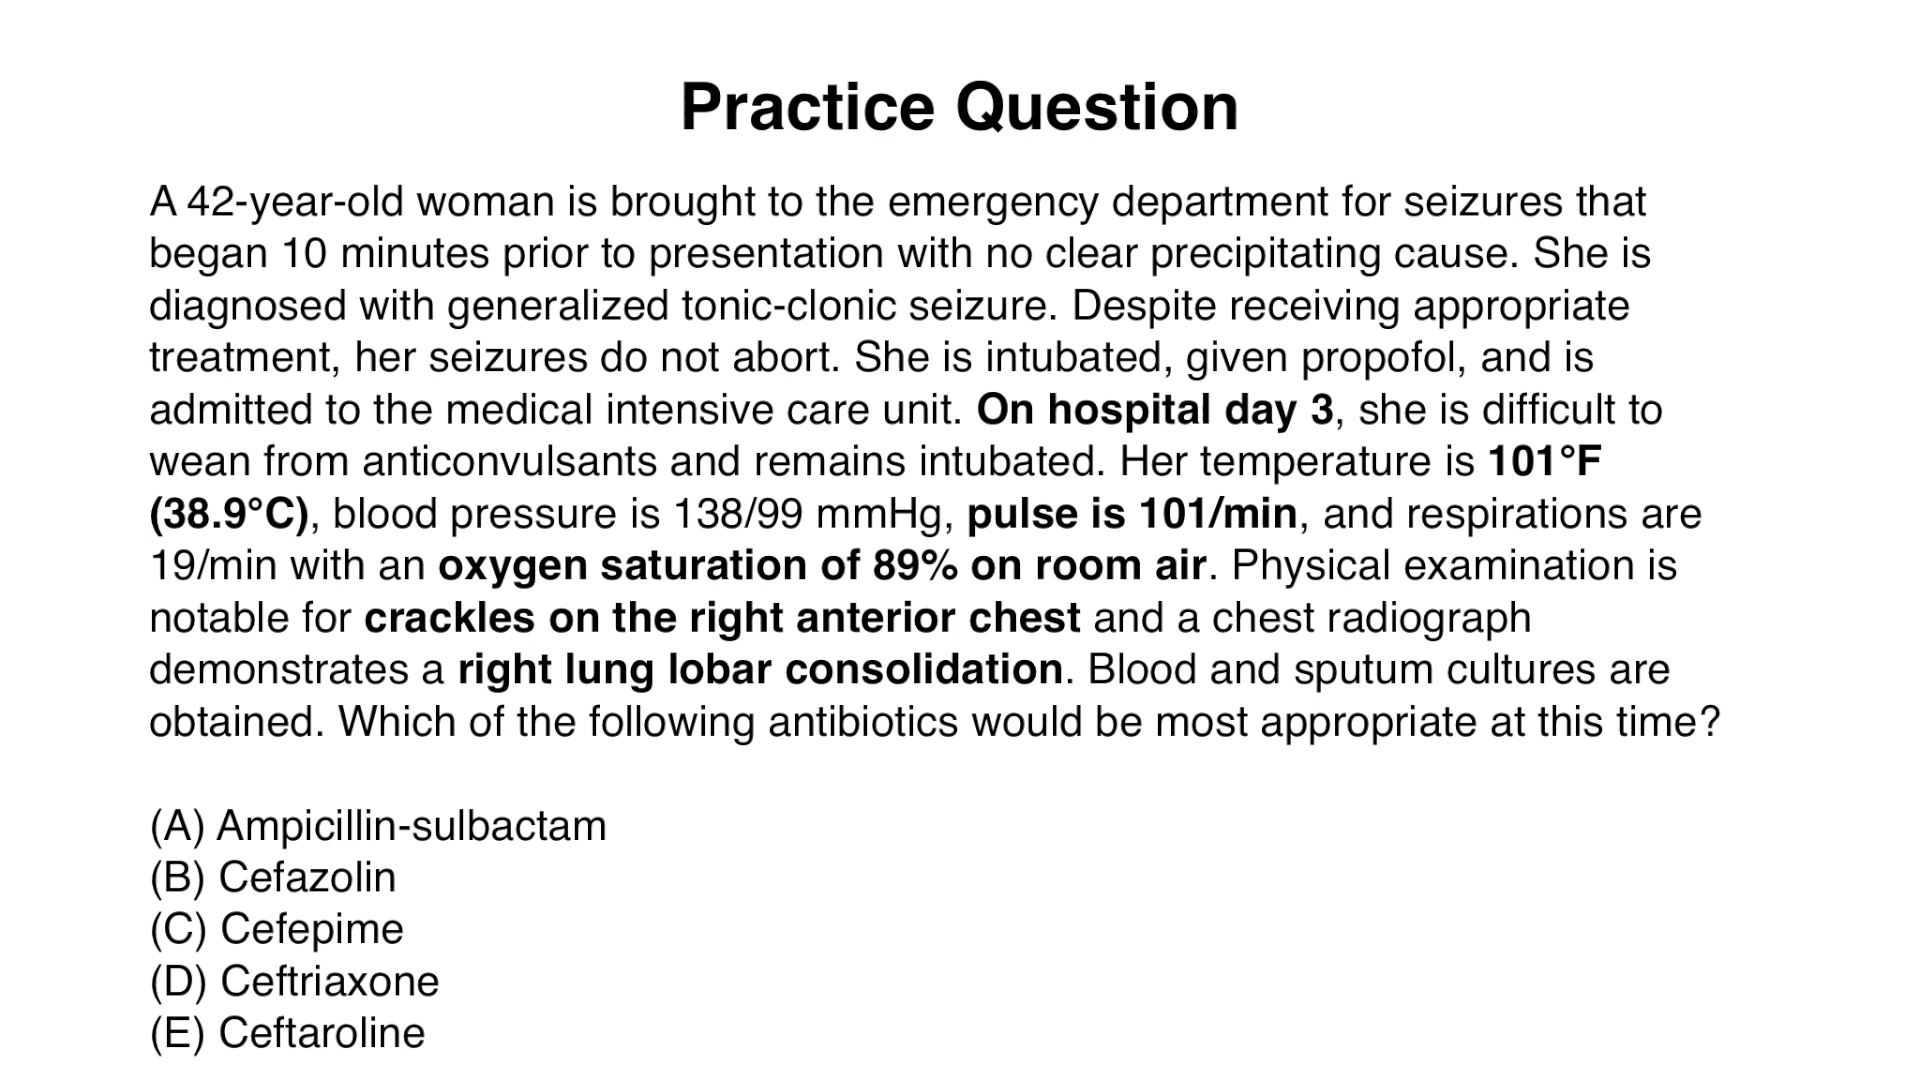 Practice Question
A 42-year-old woman is brought to the emergency department for seizures that
began 10 minutes prior to presentation with no clear precipitating cause. She is
diagnosed with generalized tonic-clonic seizure. Despite receiving appropriate
treatment, her seizures do not abort. She is intubated, given propofol, and is
admitted to the medical intensive care unit. On hospital day 3, she is difficult to
wean from anticonvulsants and remains intubated. Her temperature is 101°F
(38.9°C), blood pressure is 138/99 mmHg, pulse is 101/min, and respirations are
19/min with an oxygen saturation of 89% on room air. Physical examination is
notable for crackles on the right anterior chest and a chest radiograph
demonstrates a right lung lobar consolidation. Blood and sputum cultures are
obtained. Which of the following antibiotics would be most appropriate at this time?
(A) Ampicillin-sulbactam
(B) Cefazolin
(C) Cefepime
(D) Ceftriaxone
(E) Ceftaroline